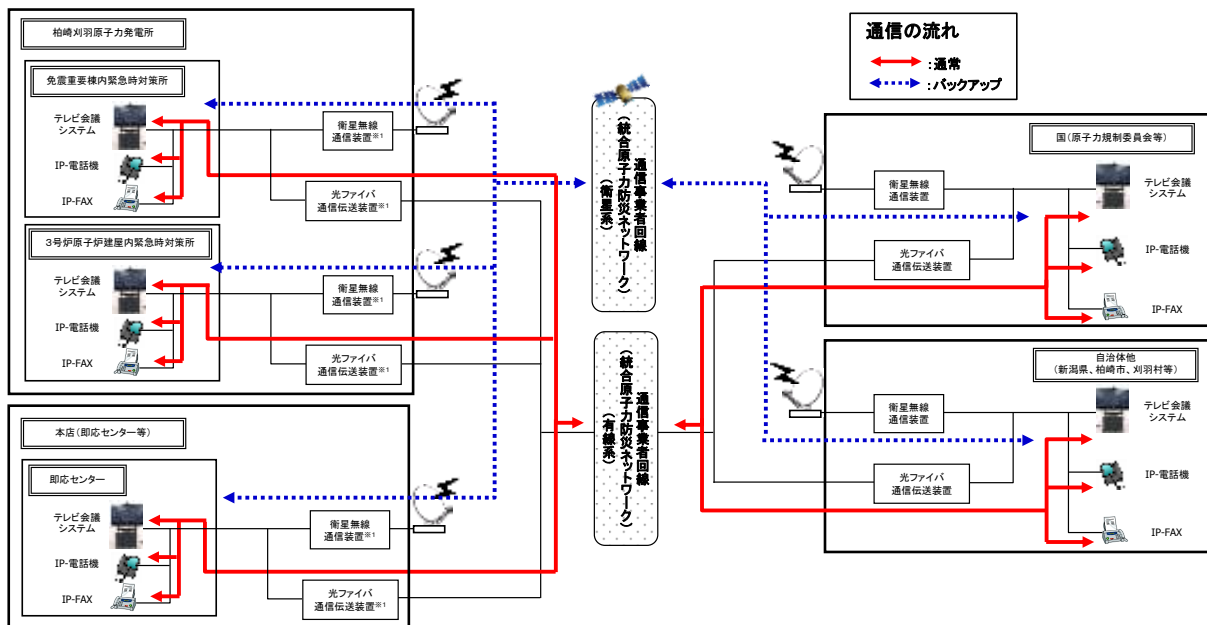 柏崎刈羽原子力発電所
免震重要棟内緊急時対策所
テレビ会議
システム
IP-電話機
IP-FAX
衛星無線
通信装置※1
光ファイバ
通信伝送装置※1
3号炉原子炉建屋内緊急時対策所
テレビ会議
システム
IP-電話機
IP-FAX
衛星無線
通信装置※1
光ファイバ
通信伝送装置※1
本店(即応センター等)
即応センター
テレビ会議
システム
IP-電話機
IP-FAX
衛星無線
通信装置※1
光ファイバ
通信伝送装置※1
通信事業者回線
(統合原子力防災ネットワーク)
(衛星系)
通信事業者回線
(統合原子力防災ネットワーク)
(有線系)
通信の流れ
:通常
:バックアップ
国(原子力規制委員会等)
衛星無線
通信装置
光ファイバ
通信伝送装置
テレビ会議
システム
IP-電話機
IP-FAX
自治体他
(新潟県、柏崎市、刈羽村等)
衛星無線
通信装置
光ファイバ
通信伝送装置
テレビ会議
システム
IP-電話機
IP-FAX